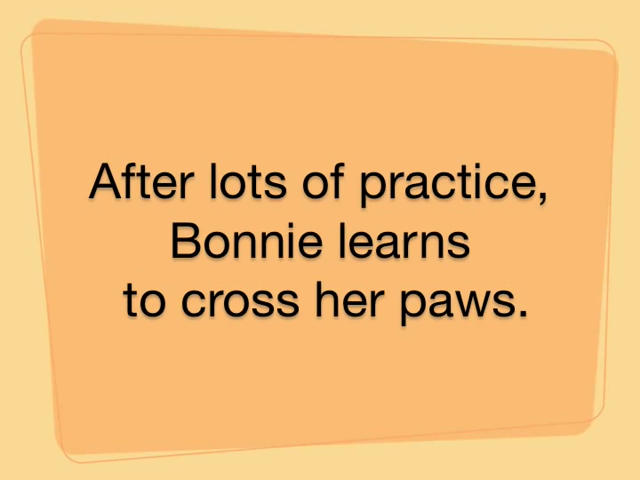 After lots of practice,
Bonnie learns
to cross her paws.